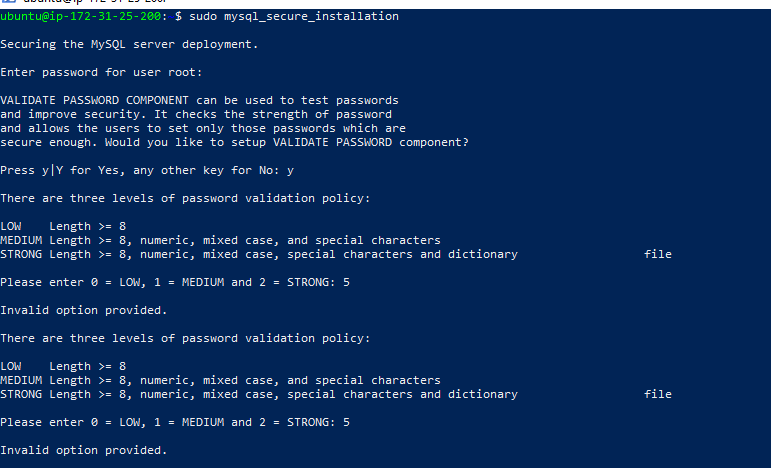 ubuntu@ip-172-31-25-200: $ sudo mysql_secure_installation
Securing the MySQL server deployment.
Enter password for user root:
VALIDATE PASSWORD COMPONENT can be used to test passwords
and improve security. It checks the strength of password
and allows the users to set only those passwords which are
secure enough. Would you like to setup VALIDATE PASSWORD component?
Press y|Y for Yes, any other key for No: y
There are three levels of password validation policy:
LOW    Length >= 8
MEDIUM Length >= 8, numeric, mixed case, and special characters
STRONG Length >= 8, numeric, mixed case, special characters and dictionary                  file
Please enter 0 = LOW, 1 = MEDIUM and 2 = STRONG: 5
Invalid option provided.
There are three levels of password validation policy:
LOW    Length >= 8
MEDIUM Length >= 8, numeric, mixed case, and special characters
STRONG Length >= 8, numeric, mixed case, special characters and dictionary                  file
Please enter 0 = LOW, 1 = MEDIUM and 2 = STRONG: 5
Invalid option provided.